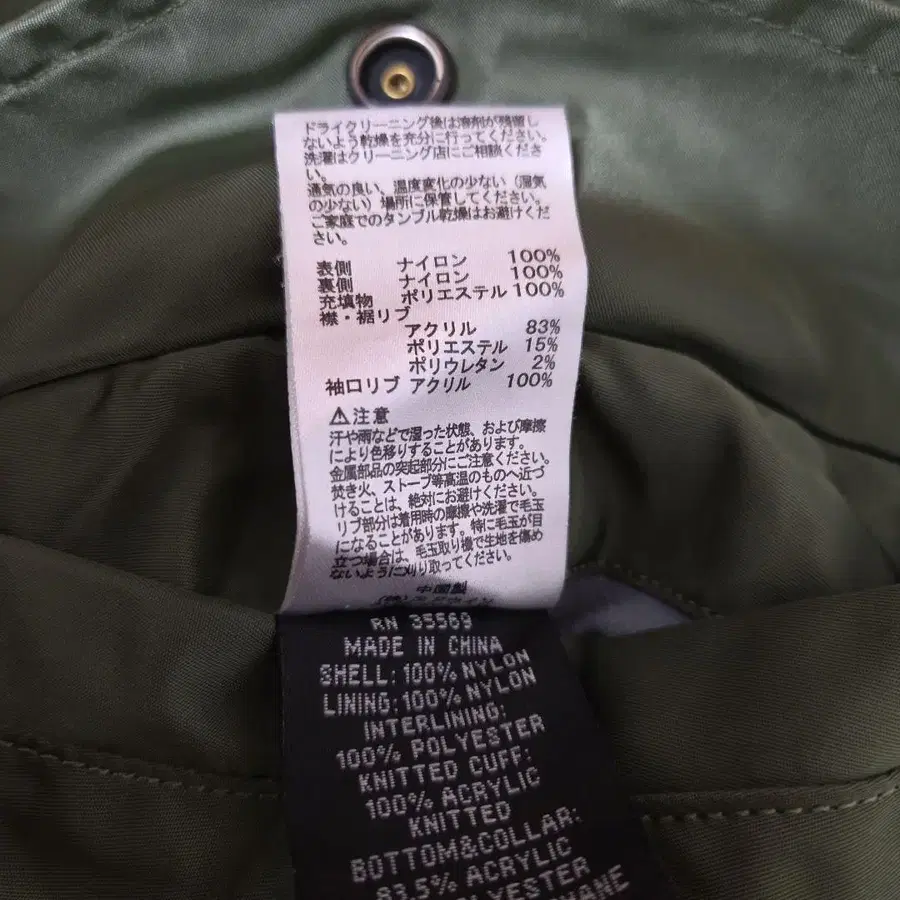 ドライクリーニング後は溶剤が残留し
ないよう乾燥を充分に行ってください。
洗濯はクリーニング店にご相談くださ
い。
通気の良い、温度変化の少ない（湿気
の少ない）場所に保管してください。
ご家庭でのタンブル乾燥はお避けくだ
さい。
表側 ナイロン 100%
裏側 ナイロン 100%
充填物 ポリエステル 100%
襟・裾リブ
アクリル 83%
ポリエステル 15%
ポリウレタン 2%
袖口リブ アクリル 100%
⚠注意
汗や雨などで湿った状態、および摩擦
により色移りすることがあります。
金属部品の突起部分にご注意ください。
焚き火、ストーブ等高温のものへ近づ
けることは、絶対にお避けください。
リブ部分は着用時の摩擦や洗濯で毛玉
になることがあります。特に毛玉が目
立つ場合は、毛玉取り機で生地を傷め
ないように刈り取ってください。
中国製
RN 35569
MADE IN CHINA
SHELL: 100% NYLON
LINING: 100% NYLON
INTERLINING:
100% POLYESTER
KNITTED CUFF:
100% ACRYLIC
KNITTED
BOTTOM&COLLAR:
83.5% ACRYLIC